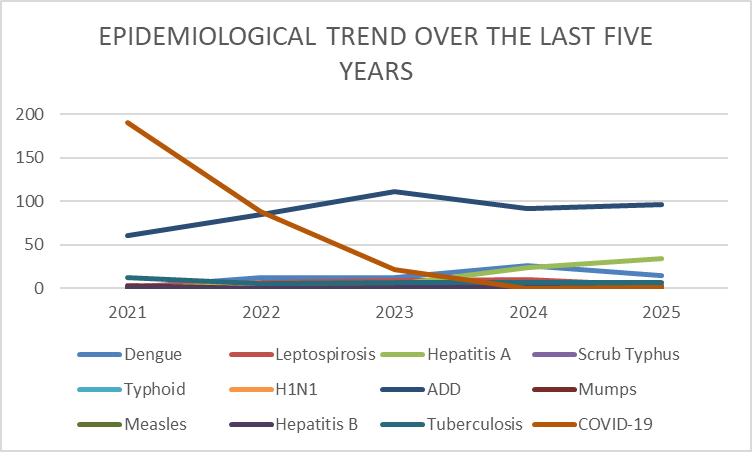 EPIDEMIOLOGICAL TREND OVER THE LAST FIVE
YEARS
200
150
100
50
0
2021 2022 2023 2024 2025
Dengue Leptospirosis Hepatitis A Scrub Typhus
Typhoid H1N1 ADD Mumps
Measles Hepatitis B Tuberculosis COVID-19